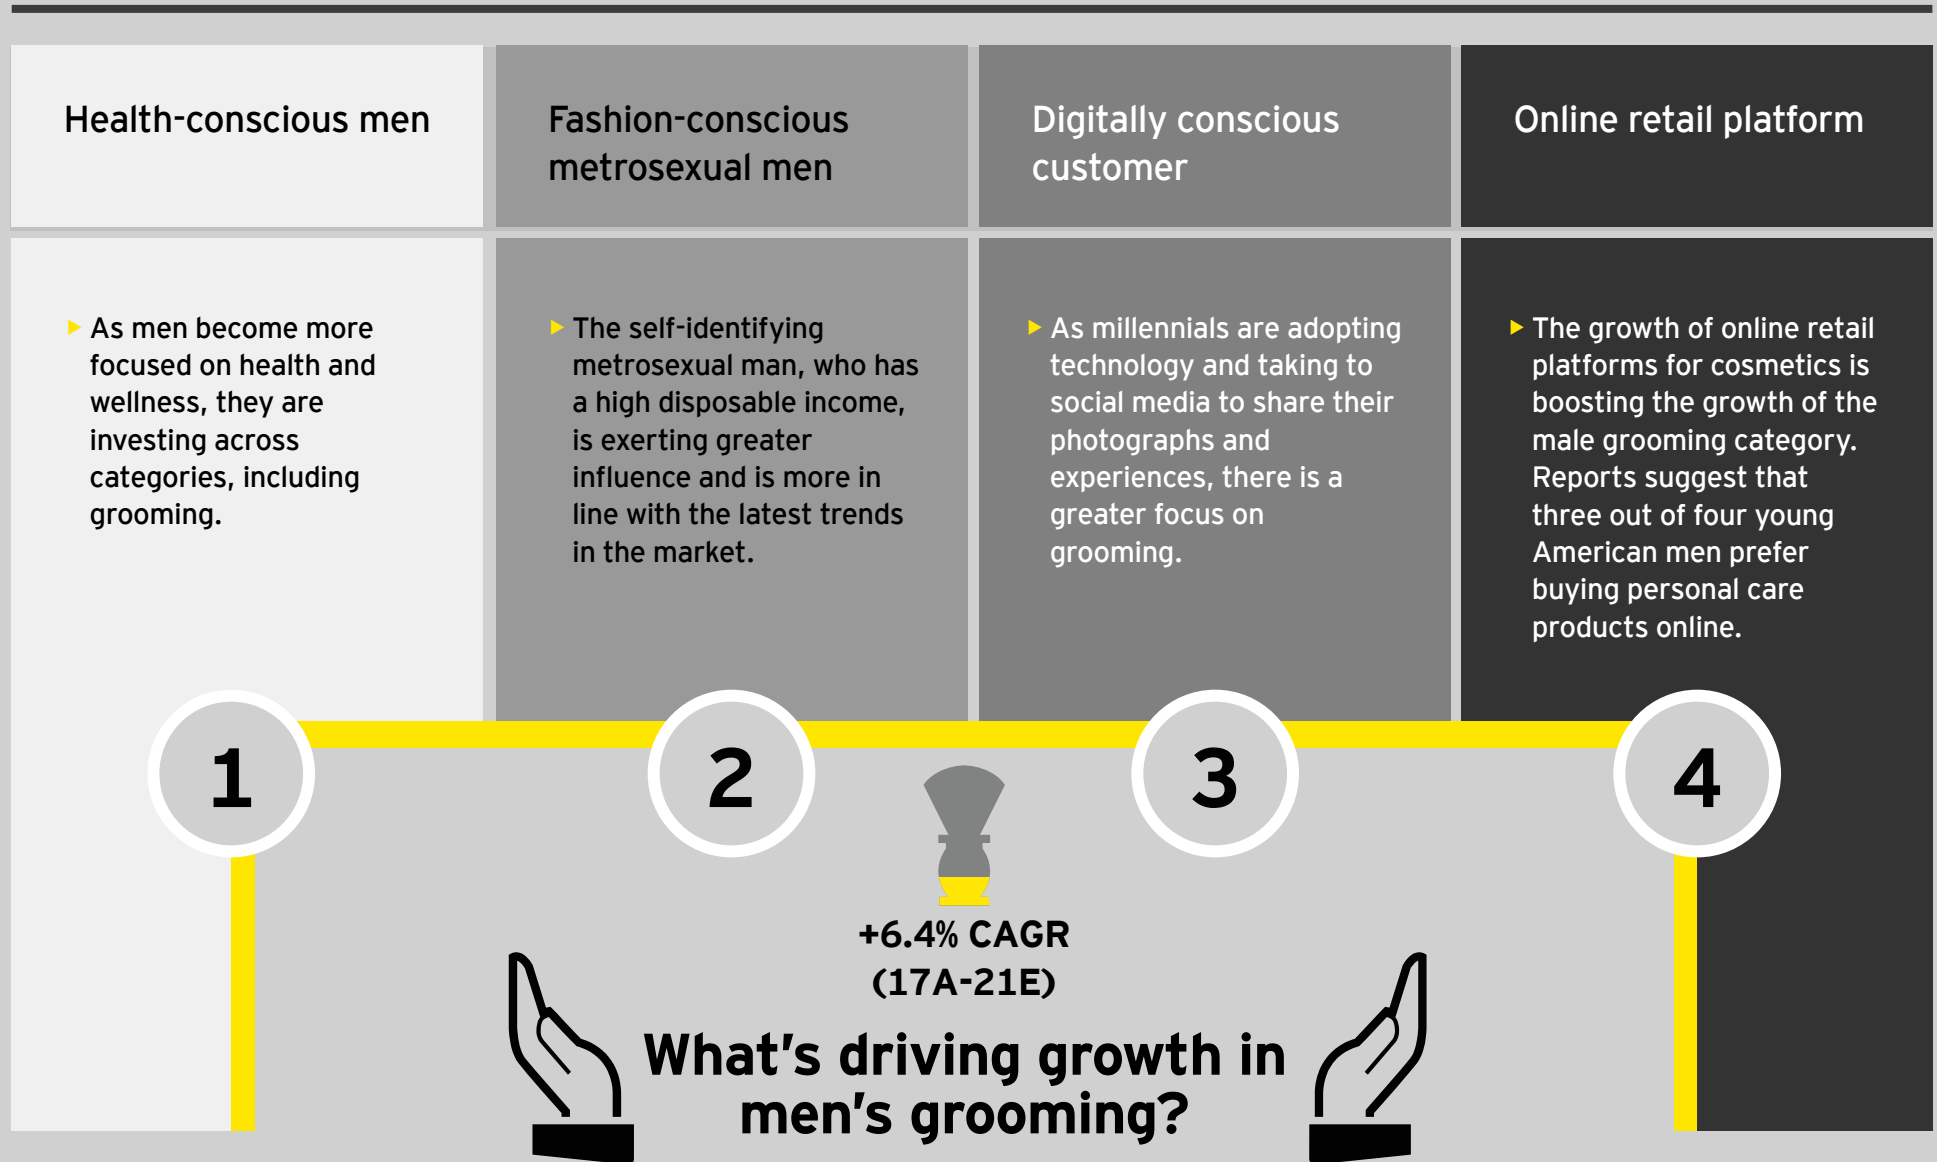 Health-conscious men
Fashion-conscious
metrosexual men
Digitally conscious
customer
Online retail platform
As men become more
focused on health and
wellness, they are
investing across
categories, including
grooming.
The self-identifying
metrosexual man, who has
a high disposable income,
is exerting greater
influence and is more in
line with the latest trends
in the market.
As millennials are adopting
technology and taking to
social media to share their
photographs and
experiences, there is a
greater focus on
grooming.
The growth of online retail
platforms for cosmetics is
boosting the growth of the
male grooming category.
Reports suggest that
three out of four young
American men prefer
buying personal care
products online.
1
2
3
4
+6.4% CAGR
(17A-21E)
What's driving growth in
men's grooming?